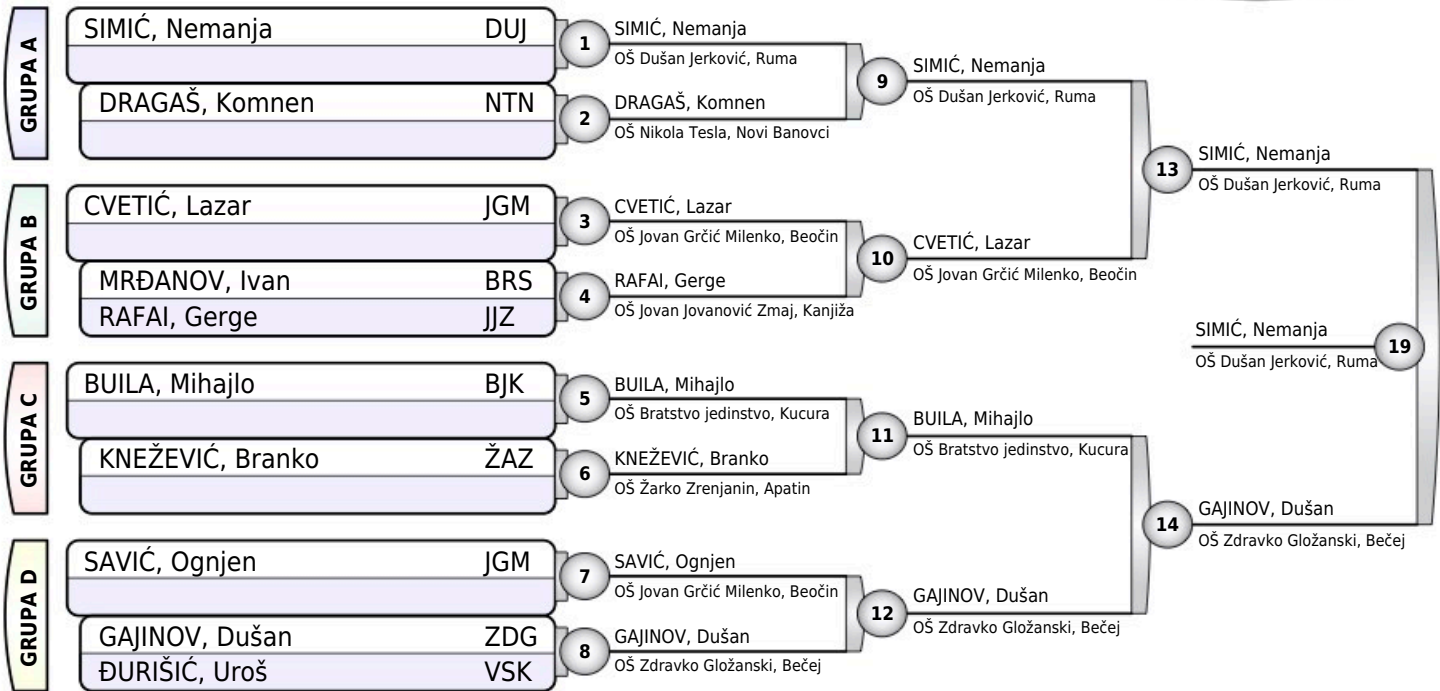 GRUPA A
SIMIĆ, Nemanja DUJ
DRAGAŠ, Komnen NTN
1
SIMIĆ, Nemanja
OŠ Dušan Jerković, Ruma
2
DRAGAŠ, Komnen
OŠ Nikola Tesla, Novi Banovci
9
SIMIĆ, Nemanja
OŠ Dušan Jerković, Ruma
GRUPA B
CVETIĆ, Lazar JGM
MRĐANOV, Ivan BRS
RAFAI, Gerge JJZ
3
CVETIĆ, Lazar
OŠ Jovan Grčić Milenko, Beočin
4
RAFAI, Gerge
OŠ Jovan Jovanović Zmaj, Kanjiža
10
CVETIĆ, Lazar
OŠ Jovan Grčić Milenko, Beočin
13
SIMIĆ, Nemanja
OŠ Dušan Jerković, Ruma
GRUPA C
BUILA, Mihajlo BJK
KNEŽEVIĆ, Branko ŽAZ
5
BUILA, Mihajlo
OŠ Bratstvo jedinstvo, Kucura
6
KNEŽEVIĆ, Branko
OŠ Žarko Zrenjanin, Apatin
11
BUILA, Mihajlo
OŠ Bratstvo jedinstvo, Kucura
GRUPA D
SAVIĆ, Ognjen JGM
GAJINOV, Dušan ZDG
ĐURIŠIĆ, Uroš VSK
7
SAVIĆ, Ognjen
OŠ Jovan Grčić Milenko, Beočin
8
GAJINOV, Dušan
OŠ Zdravko Gložanski, Bečej
12
GAJINOV, Dušan
OŠ Zdravko Gložanski, Bečej
14
GAJINOV, Dušan
OŠ Zdravko Gložanski, Bečej
SIMIĆ, Nemanja
OŠ Dušan Jerković, Ruma
19